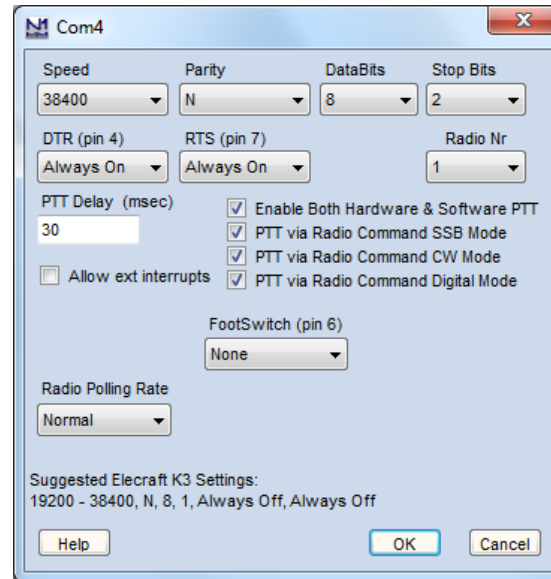 N1 Com4
Speed Parity DataBits Stop Bits
38400 N 8 2
DTR (pin 4) RTS (pin 7) Radio Nr
Always On Always On 1
PTT Delay (msec)
30
Enable Both Hardware & Software PTT
PTT via Radio Command SSB Mode
PTT via Radio Command CW Mode
PTT via Radio Command Digital Mode
Allow ext interrupts
FootSwitch (pin 6)
None
Radio Polling Rate
Normal
Suggested Elecraft K3 Settings:
19200 - 38400, N, 8, 1, Always Off, Always Off
Help OK Cancel